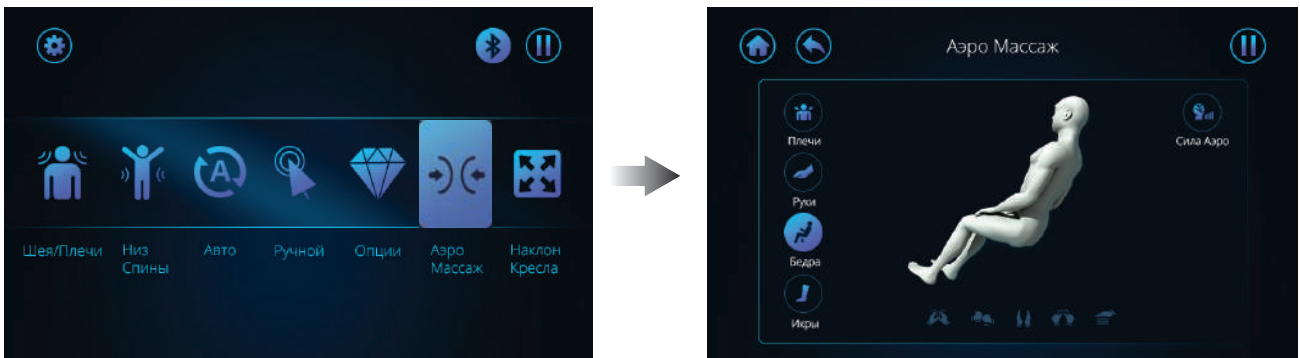 Шея/Плечи
Низ
Спины
Авто
A
Ручной
Опции
Аэро
Массаж
Наклон
Кресла
Аэро Массаж
Плечи
Руки
Бедра
Икры
Сила Аэро